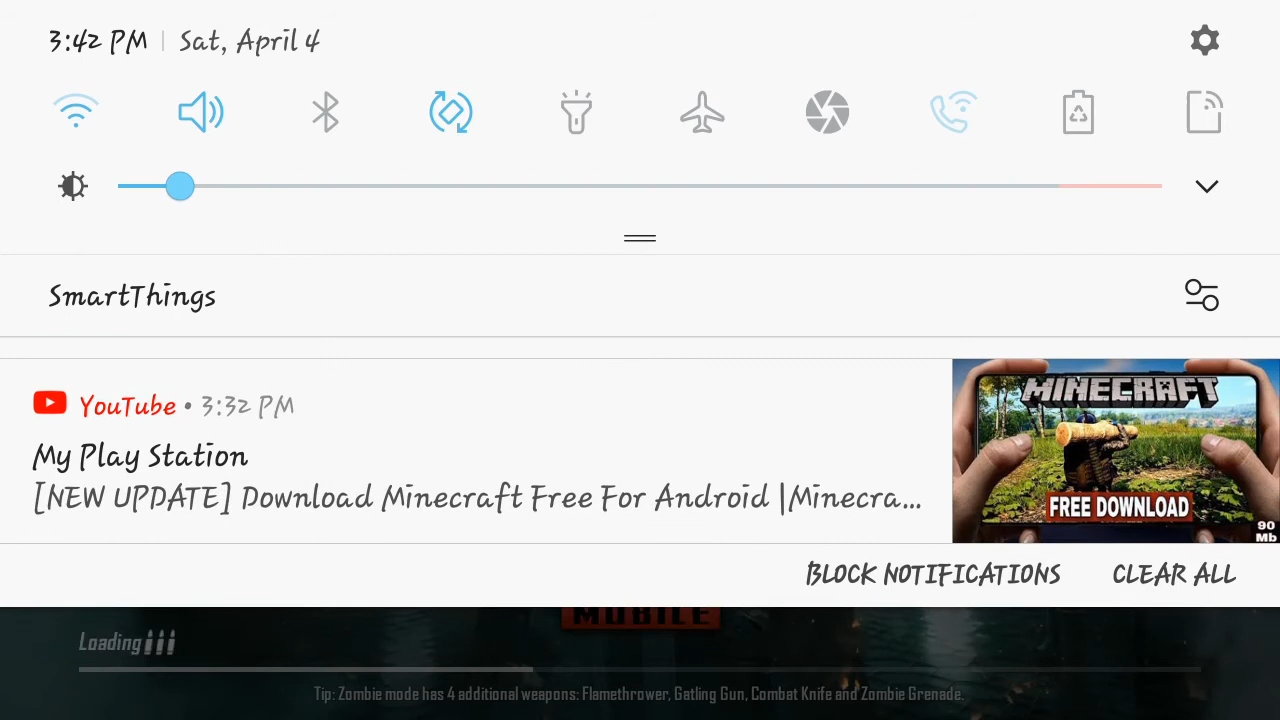 3:42 PM | Sat, April 4
SmartThings
YouTube • 3:32 PM
My Play Station
[NEW UPDATE] Download Minecraft Free For Android |Minecra...
MINECRAFT
FREE DOWNLOAD
90
Mb
BLOCK NOTIFICATIONS CLEAR ALL
MOBILE
Loading
Tip: Zombie mode has 4 additional weapons: Flamethrower, Gatling Gun, Combat Knife and Zombie Grenade.